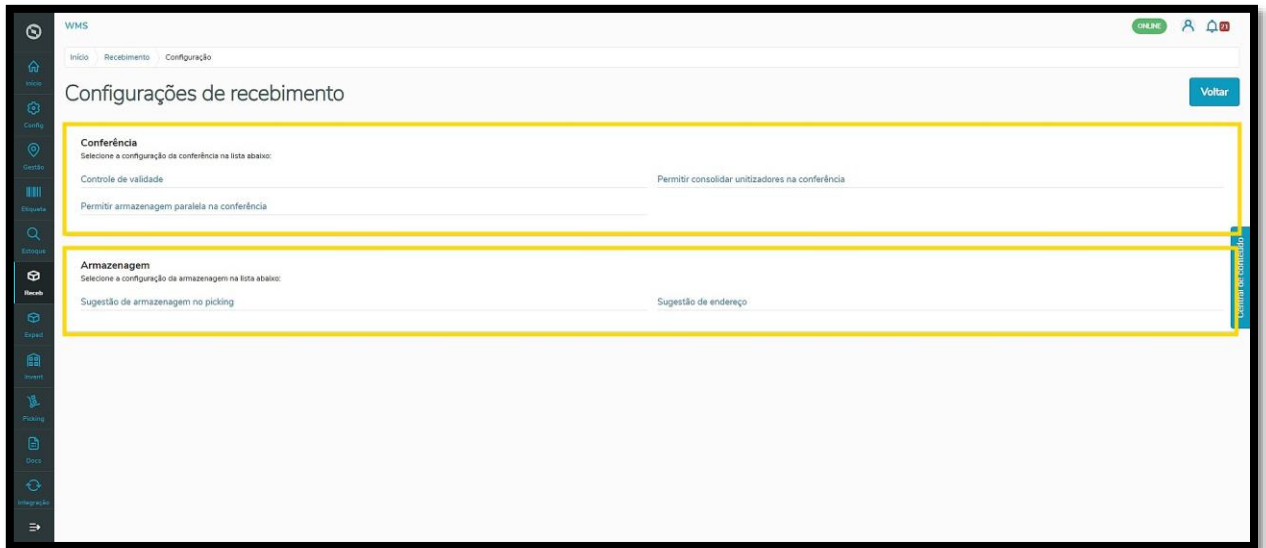 WMS
ONLINE
21
Início Recebimento Configuração
Configurações de recebimento
Voltar
Conferência
Selecione a configuração da conferência na lista abaixo:
Controle de validade
Permitir consolidar unitizadores na conferência
Permitir armazenagem paralela na conferência
Armazenagem
Selecione a configuração da armazenagem na lista abaixo:
Sugestão de armazenagem no picking
Sugestão de endereço
Central de conteúdo
Início
Config
Gestão
Etiqueta
Estoque
Receb
Exped
Invent
Picking
Docs
Integração